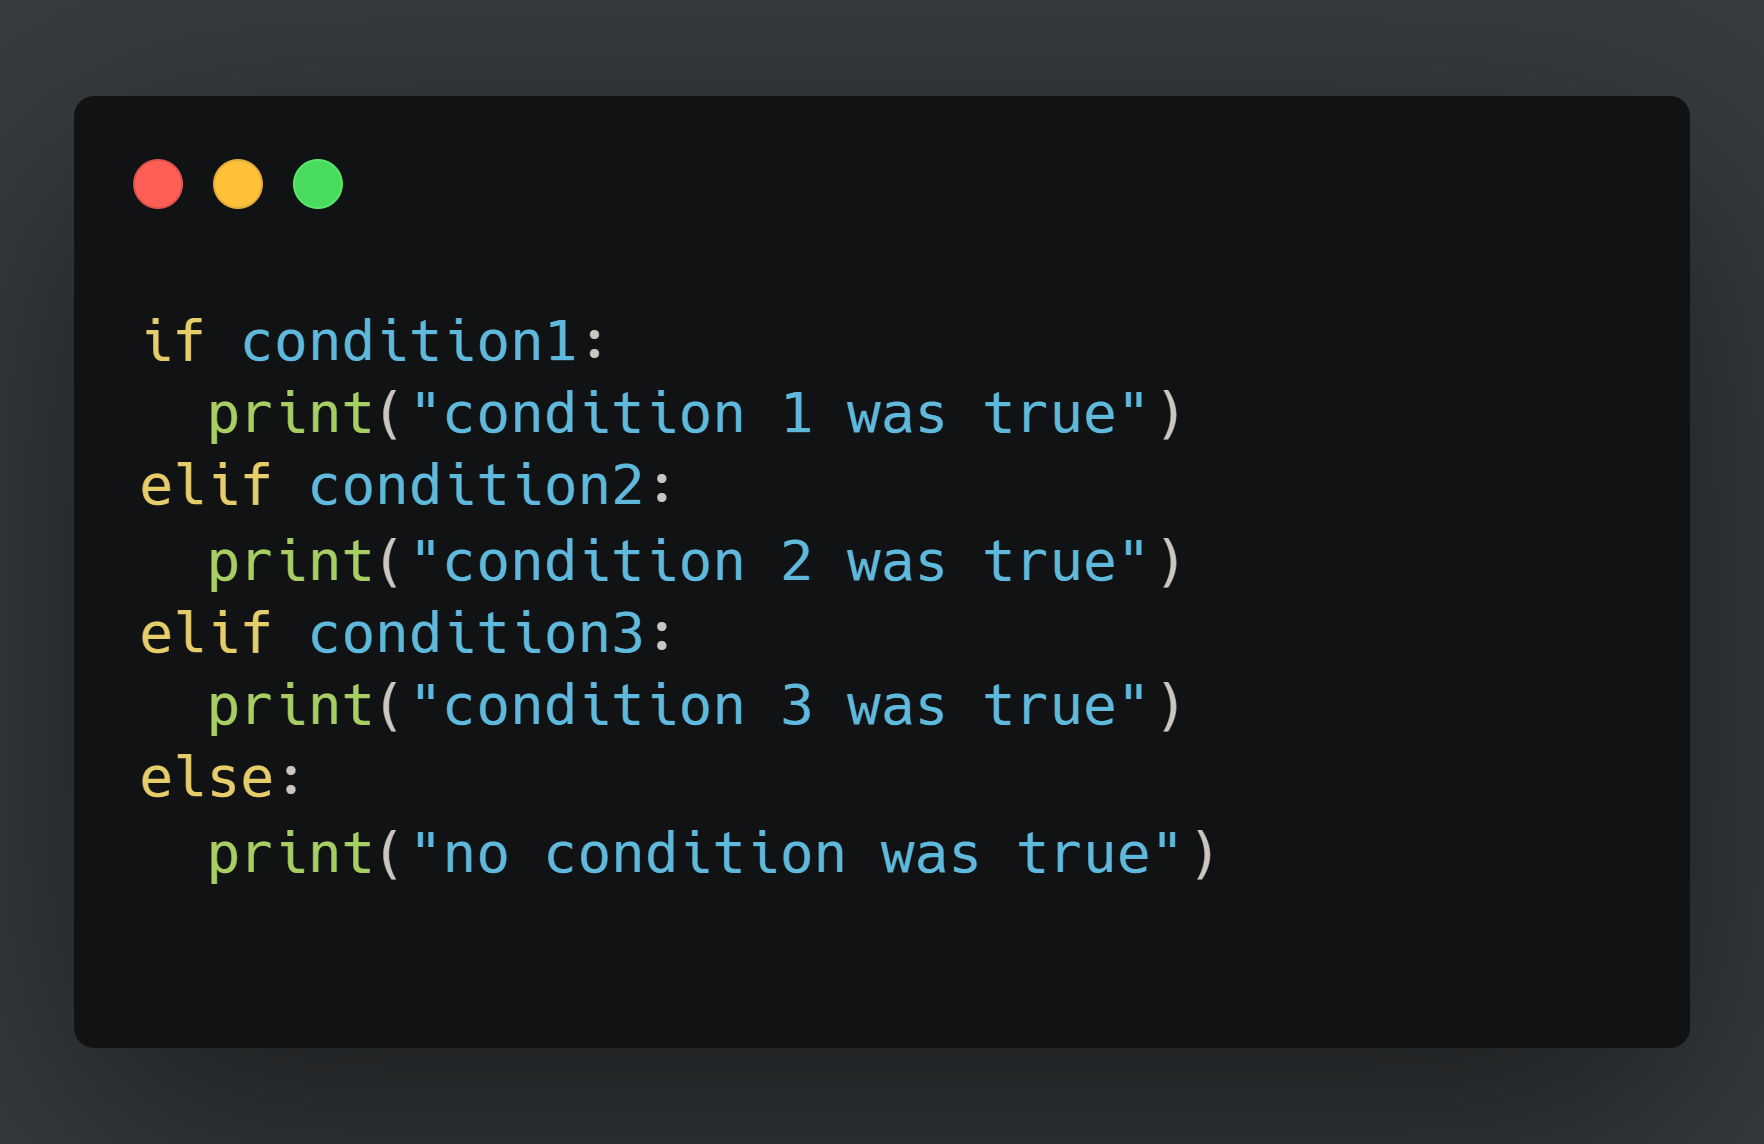 if condition1:
  print("condition 1 was true")
elif condition2:
  print("condition 2 was true")
elif condition3:
  print("condition 3 was true")
else:
  print("no condition was true")